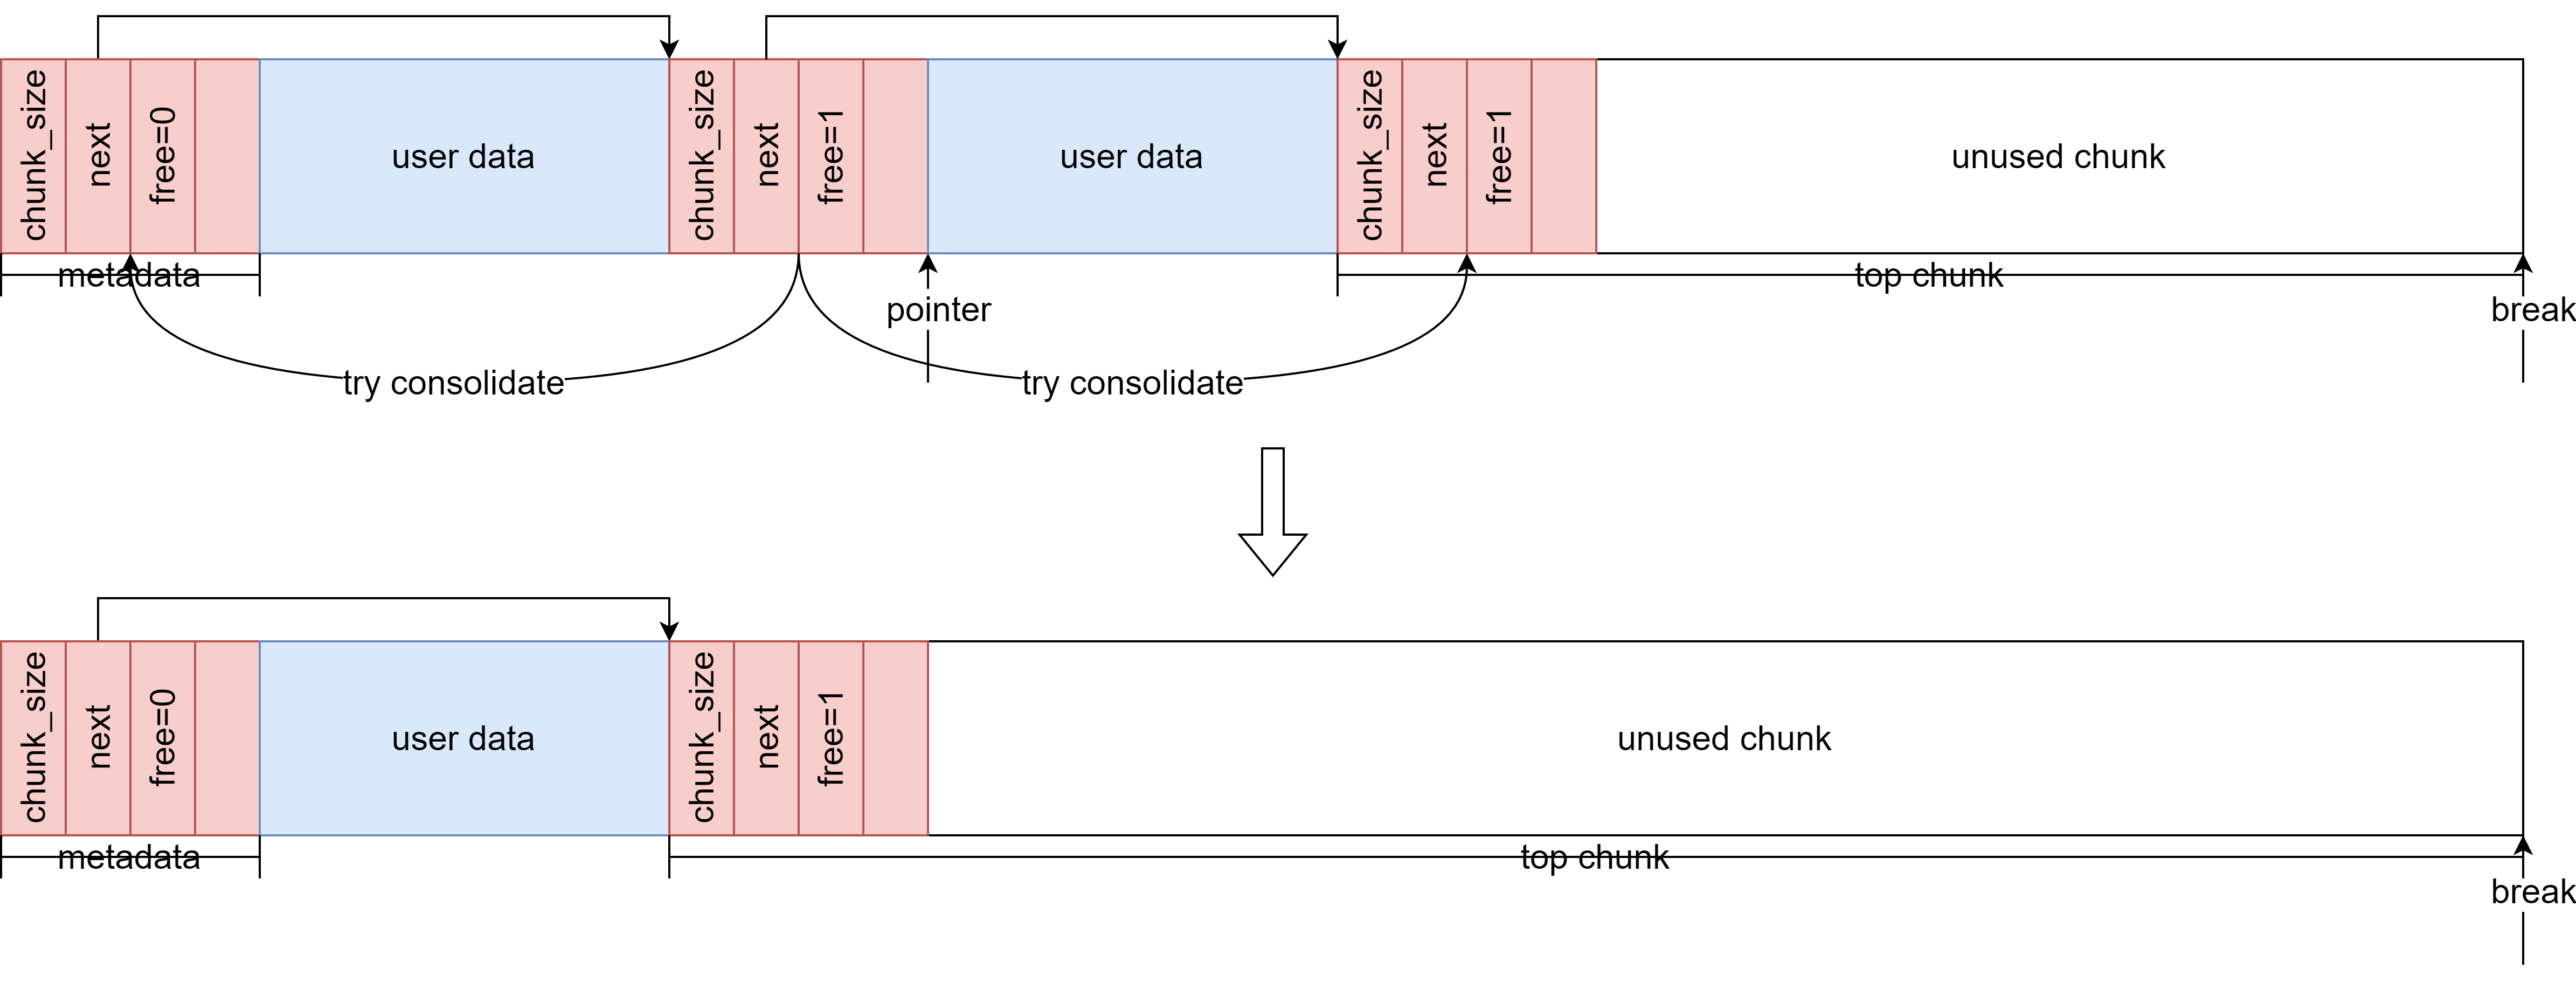 chunk_size
next
free=0
user data
chunk_size
next
free=1
user data
chunk_size
next
free=1
unused chunk
metadata
top chunk
pointer
break
try consolidate
try consolidate
chunk_size
next
free=0
user data
chunk_size
next
free=1
unused chunk
metadata
top chunk
break